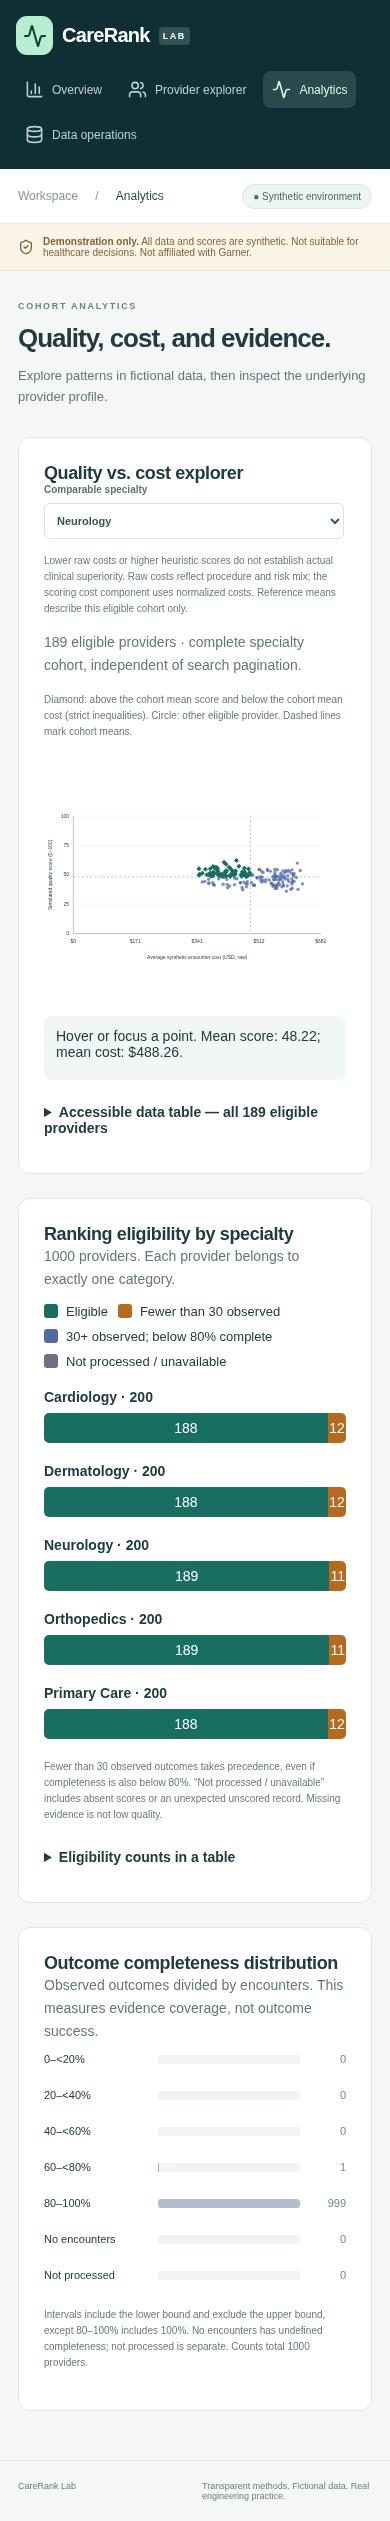 CareRank LAB
Overview
Provider explorer
Analytics
Data operations
Workspace / Analytics
● Synthetic environment
Demonstration only. All data and scores are synthetic. Not suitable for
healthcare decisions. Not affiliated with Garner.
COHORT ANALYTICS
Quality, cost, and evidence.
Explore patterns in fictional data, then inspect the underlying
provider profile.
Quality vs. cost explorer
Comparable specialty
Neurology
Lower raw costs or higher heuristic scores do not establish actual
clinical superiority. Raw costs reflect procedure and risk mix; the
scoring cost component uses normalized costs. Reference means
describe this eligible cohort only.
189 eligible providers · complete specialty
cohort, independent of search pagination.
Diamond: above the cohort mean score and below the cohort mean
cost (strict inequalities). Circle: other eligible provider. Dashed lines
mark cohort means.
Simulated quality score (0–100)
100
75
50
25
0
$0
$171
$341
$512
$682
Average synthetic encounter cost (USD, raw)
Hover or focus a point. Mean score: 48.22;
mean cost: $488.26.
▶ Accessible data table — all 189 eligible
providers
Ranking eligibility by specialty
1000 providers. Each provider belongs to
exactly one category.
Eligible
Fewer than 30 observed
30+ observed; below 80% complete
Not processed / unavailable
Cardiology · 200
188 12
Dermatology · 200
188 12
Neurology · 200
189 11
Orthopedics · 200
189 11
Primary Care · 200
188 12
Fewer than 30 observed outcomes takes precedence, even if
completeness is also below 80%. “Not processed / unavailable”
includes absent scores or an unexpected unscored record. Missing
evidence is not low quality.
▶ Eligibility counts in a table
Outcome completeness distribution
Observed outcomes divided by encounters. This
measures evidence coverage, not outcome
success.
0–<20% 0
20–<40% 0
40–<60% 0
60–<80% 1
80–100% 999
No encounters 0
Not processed 0
Intervals include the lower bound and exclude the upper bound,
except 80–100% includes 100%. No encounters has undefined
completeness; not processed is separate. Counts total 1000
providers.
CareRank Lab
Transparent methods. Fictional data. Real
engineering practice.